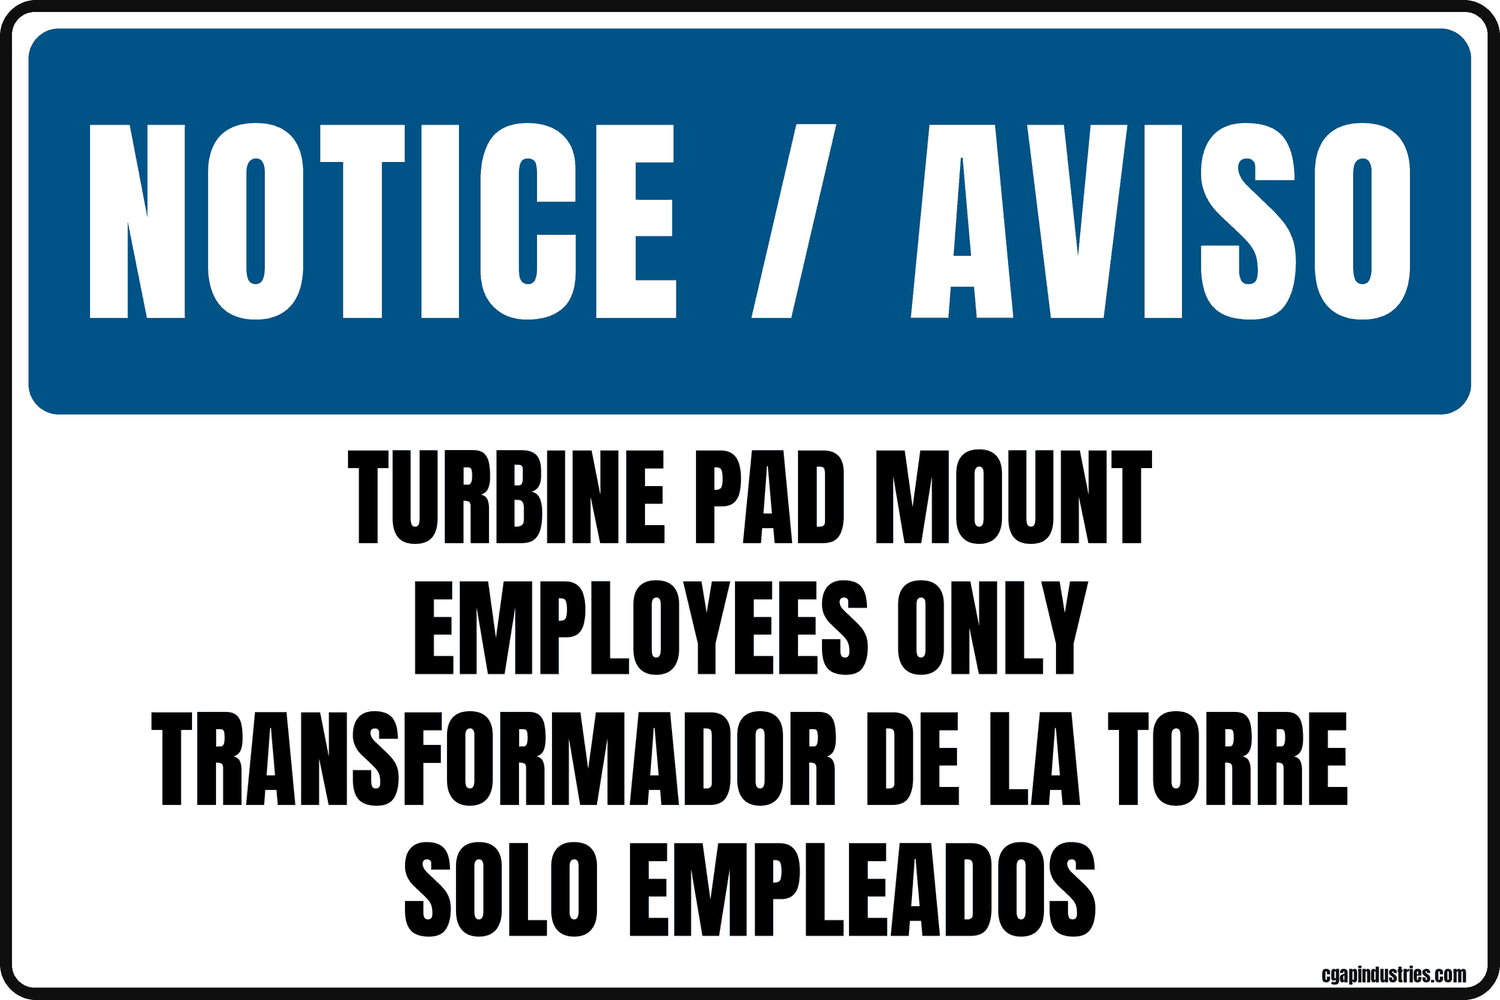 NOTICE / AVISO
TURBINE PAD MOUNT
EMPLOYEES ONLY
TRANSFORMADOR DE LA TORRE
SOLO EMPLEADOS
cgapindustries.com